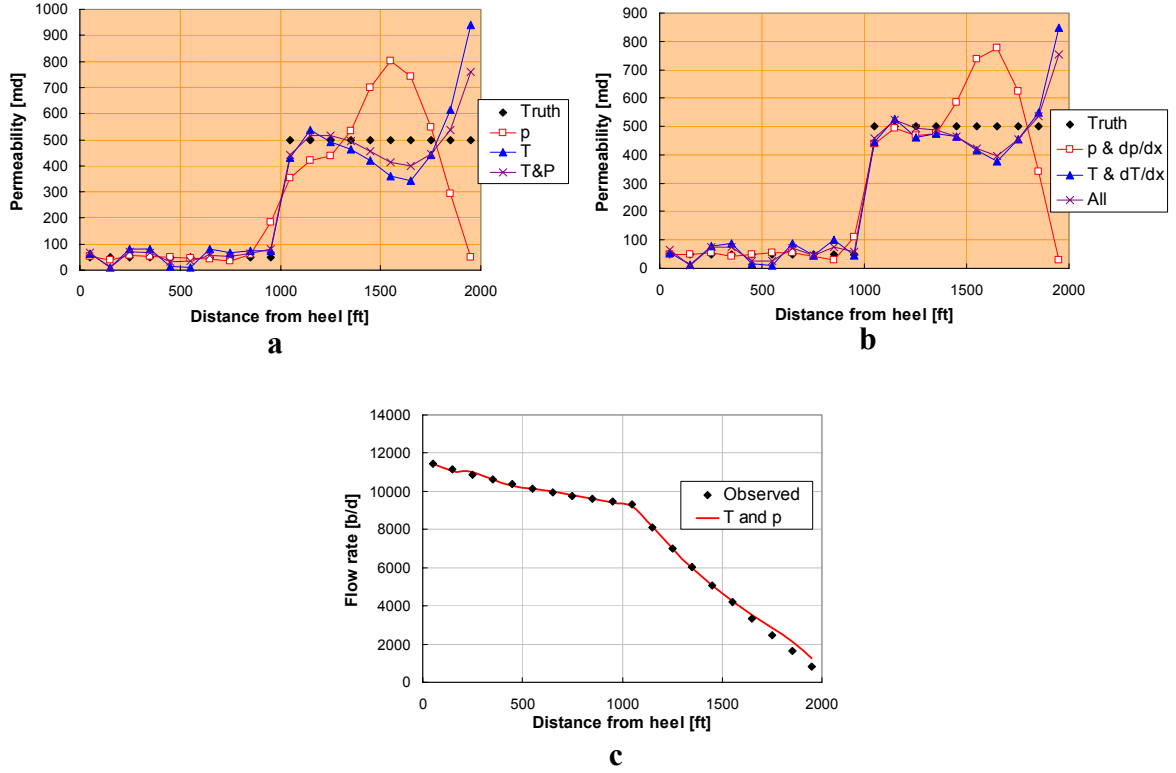 Permeability [md]
1000
900
800
700
600
500
400
300
200
100
0
0 500 1000 1500 2000
Distance from heel [ft]
Truth
p
T
T&P
a
Permeability [md]
900
800
700
600
500
400
300
200
100
0
0 500 1000 1500 2000
Distance from heel [ft]
Truth
p & dp/dx
T & dT/dx
All
b
Flow rate [b/d]
14000
12000
10000
8000
6000
4000
2000
0
0 500 1000 1500 2000
Distance from heel [ft]
Observed
T and p
c